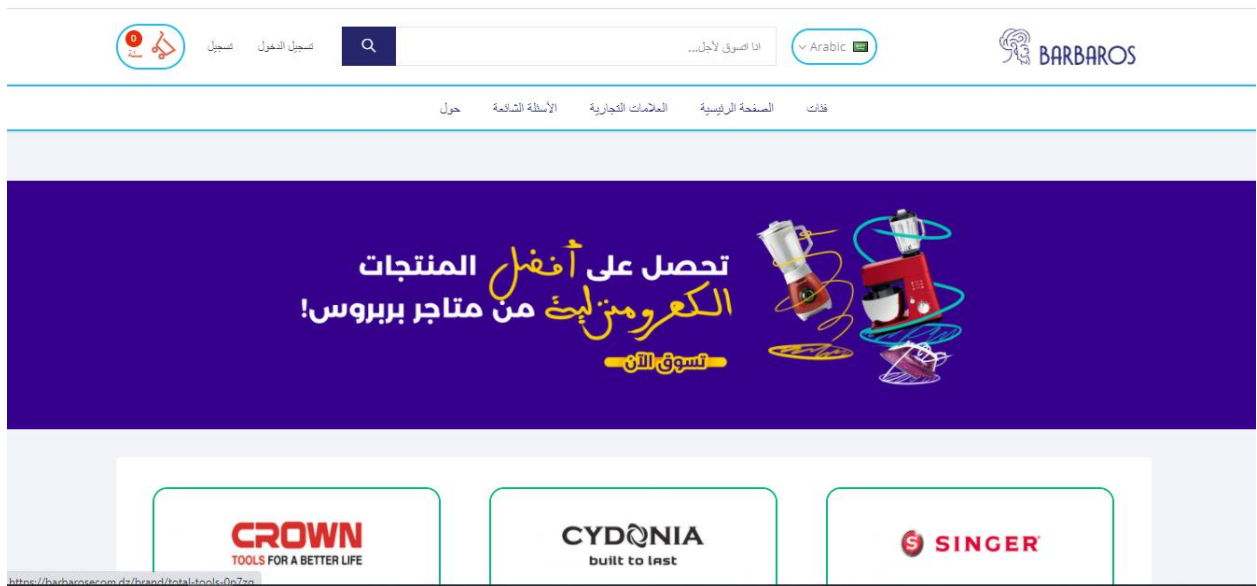 BARBAROS
Arabic
انا اتسوق لأجل...
تسجيل الدخول
تسجيل
0
سلة
فئات
الصفحة الرئيسية
العلامات التجارية
الأسئلة الشائعة
حول
تحصل على أفضل المنتجات
الكهرومنزلية من متاجر بربروس!
تسوق الآن
CROWN
TOOLS FOR A BETTER LIFE
CYDONIA
built to last
S SINGER
https://barbarosecom.dz/brand/total-tools-0p7zq